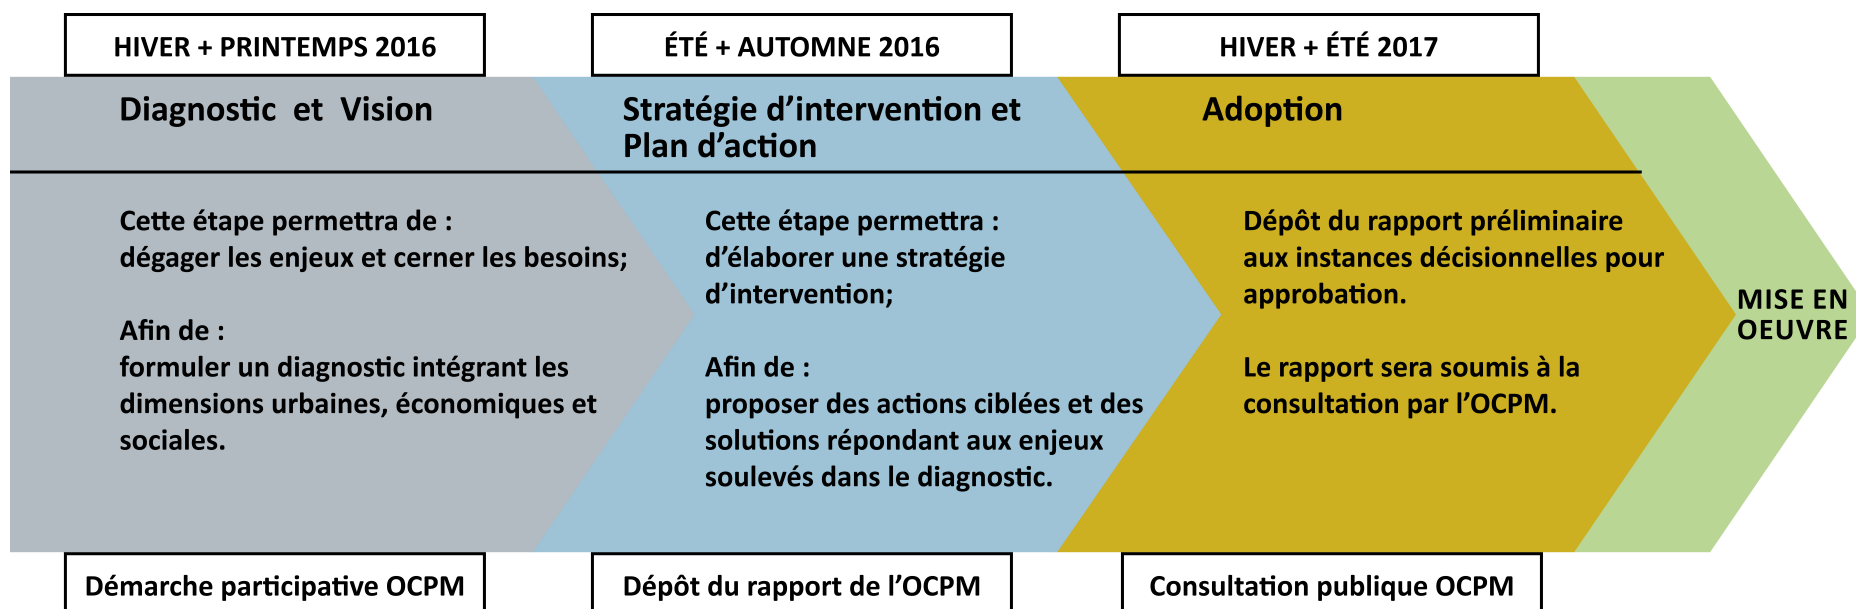 HIVER + PRINTEMPS 2016
Diagnostic et Vision
Cette étape permettra de :
dégager les enjeux et cerner les besoins;
Afin de :
formuler un diagnostic intégrant les
dimensions urbaines, économiques et
sociales.
Démarche participative OCPM
ÉTÉ + AUTOMNE 2016
Stratégie d’intervention et
Plan d’action
Cette étape permettra :
d’élaborer une stratégie
d’intervention;
Afin de :
proposer des actions ciblées et des
solutions répondant aux enjeux
soulevés dans le diagnostic.
Dépôt du rapport de l’OCPM
HIVER + ÉTÉ 2017
Adoption
Dépôt du rapport préliminaire
aux instances décisionnelles pour
approbation.
Le rapport sera soumis à la
consultation par l’OCPM.
Consultation publique OCPM
MISE EN
OEUVRE